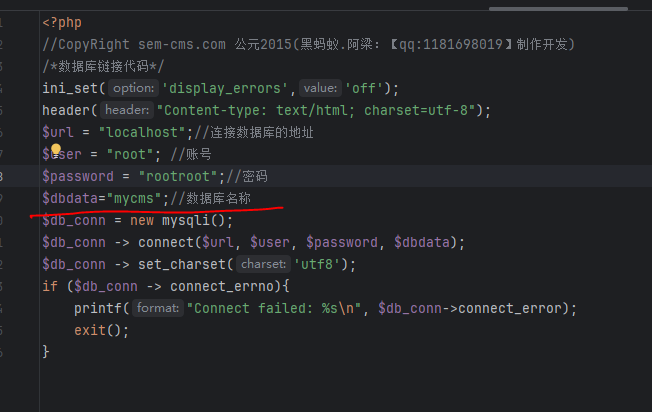 <?php
//CopyRight sem-cms.com 公元2015(黑蚂蚁.阿梁：【qq:1181698019】制作开发)
/*数据库链接代码*/
ini_set( option: 'display_errors', value: 'off');
header( header: "Content-type: text/html; charset=utf-8");
$url = "localhost";//连接数据库的地址
$user = "root"; //账号
$password = "rootroot";//密码
$dbdata="mycms";//数据库名称
$db_conn = new mysqli();
$db_conn -> connect($url, $user, $password, $dbdata);
$db_conn -> set_charset( charset: 'utf8');
if ($db_conn -> connect_errno){
printf( format: "Connect failed: %s\n", $db_conn->connect_error);
exit();
}